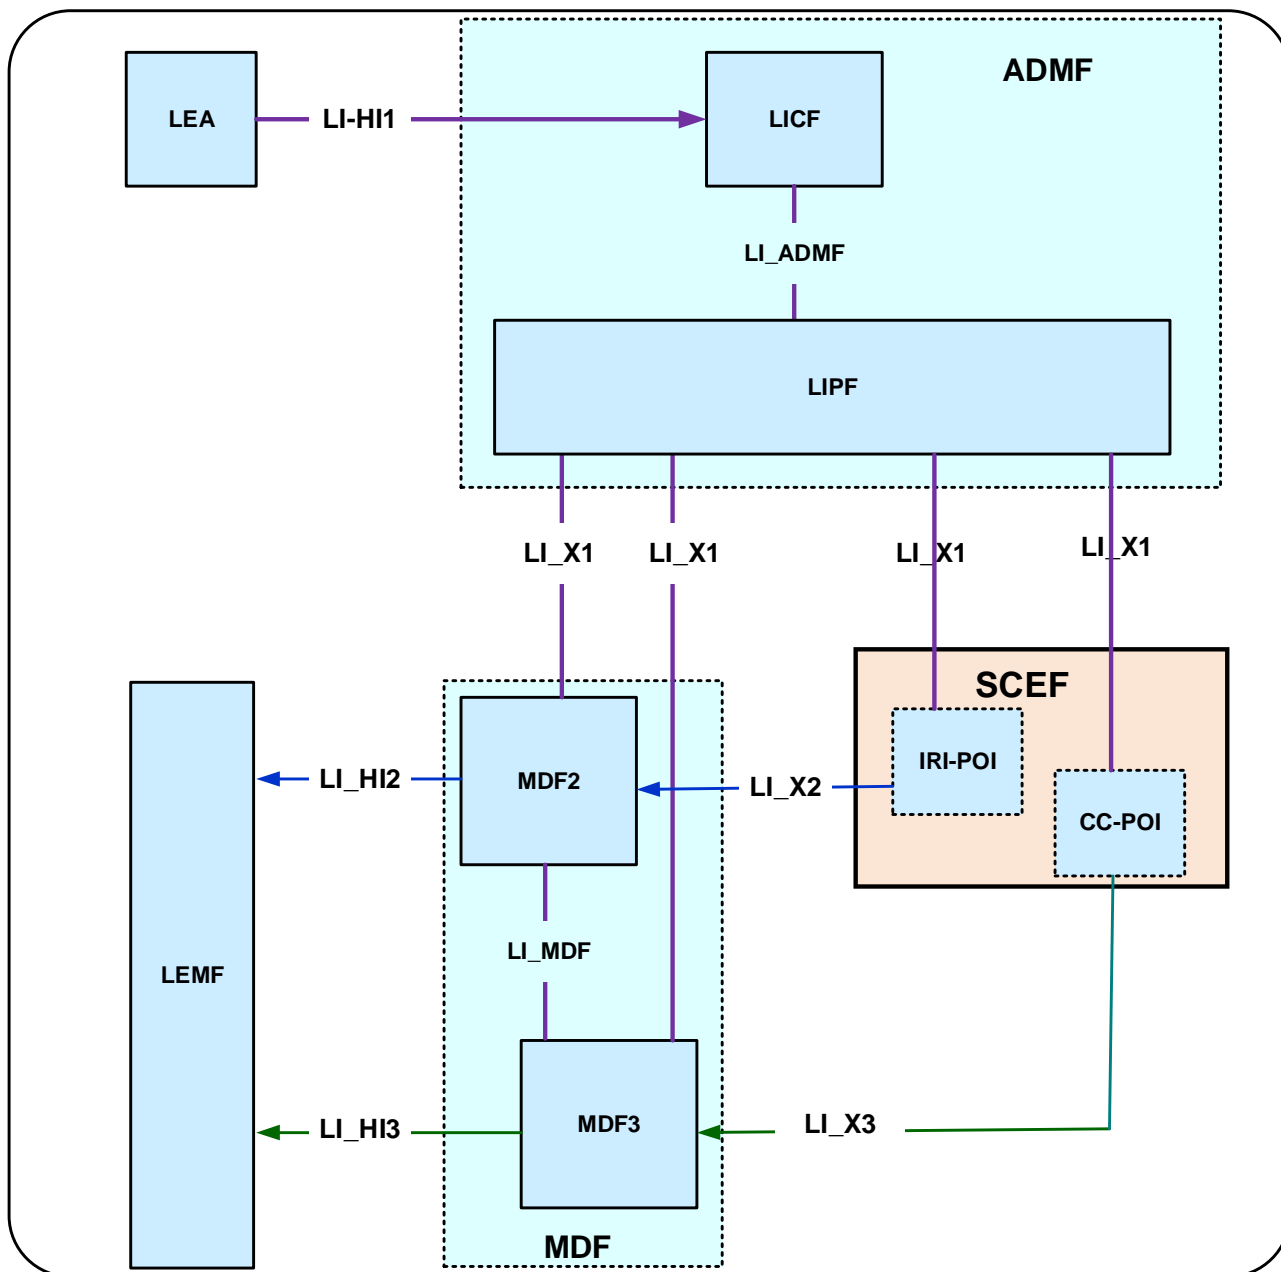 ADMF
LEA
LI-HI1
LICF
LI_ADMF
LIPF
LI_X1
LI_X1
LI_X1
LI_X1
SCEF
IRI-POI
LI_HI2
MDF2
LI_X2
CC-POI
LI_MDF
LEMF
LI_HI3
MDF3
LI_X3
MDF